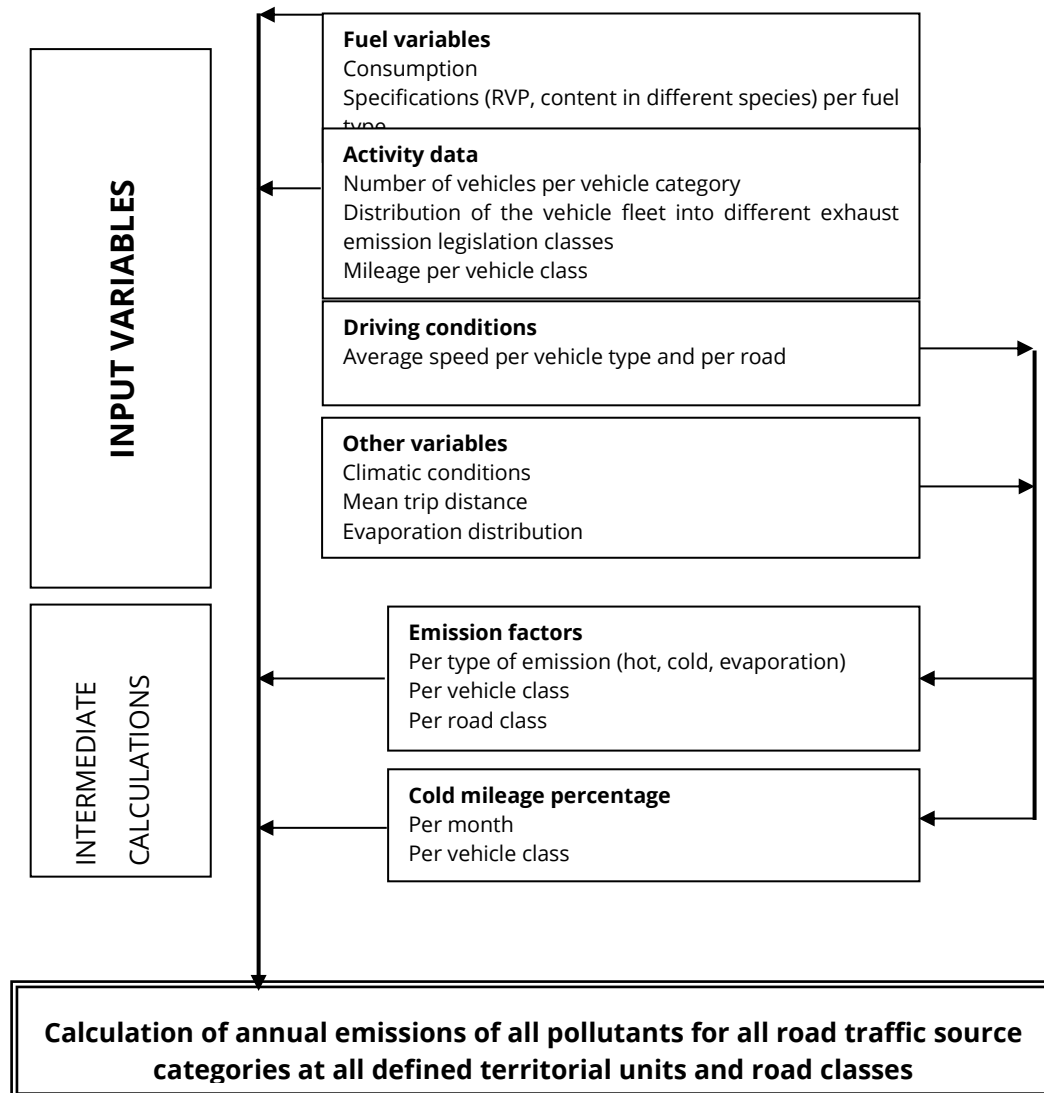 INPUT VARIABLES
Fuel variables
Consumption
Specifications (RVP, content in different species) per fuel
type
Activity data
Number of vehicles per vehicle category
Distribution of the vehicle fleet into different exhaust
emission legislation classes
Mileage per vehicle class
Driving conditions
Average speed per vehicle type and per road
Other variables
Climatic conditions
Mean trip distance
Evaporation distribution
INTERMEDIATE
CALCULATIONS
Emission factors
Per type of emission (hot, cold, evaporation)
Per vehicle class
Per road class
Cold mileage percentage
Per month
Per vehicle class
Calculation of annual emissions of all pollutants for all road traffic source
categories at all defined territorial units and road classes